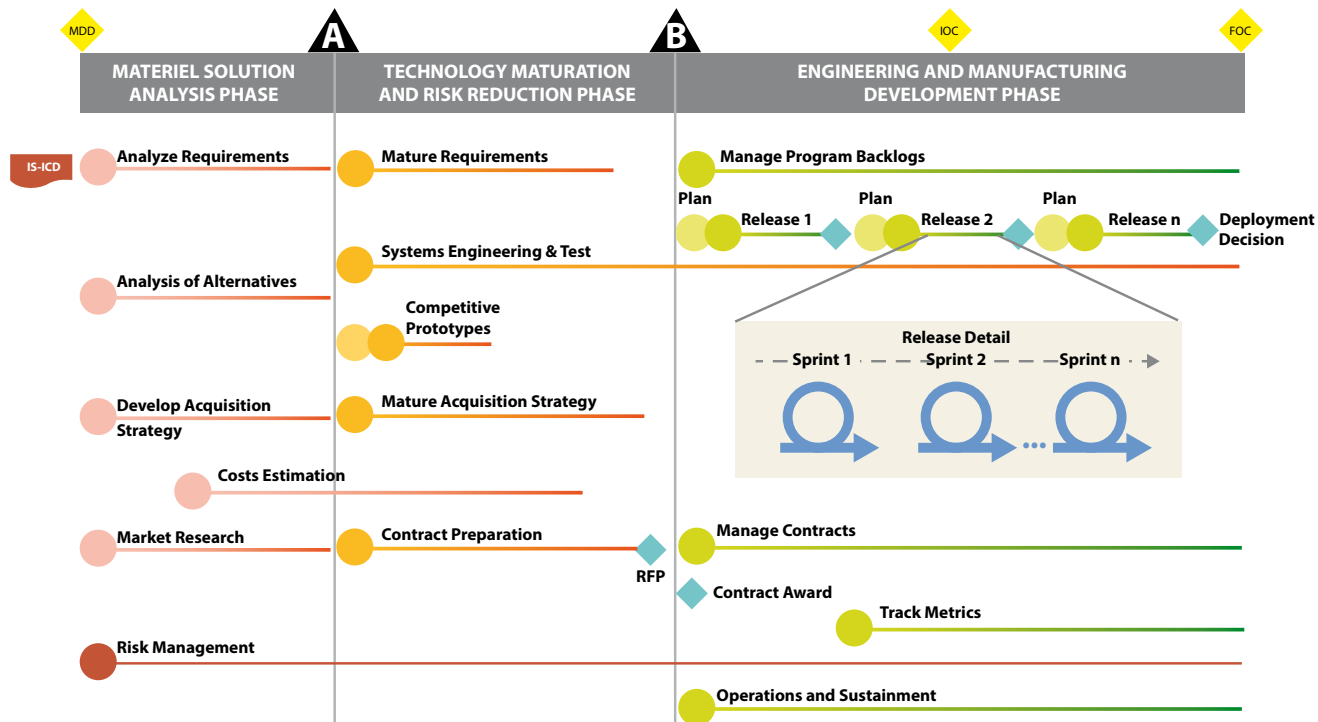 MDD
A
B
IOC
FOC
MATERIEL SOLUTION
ANALYSIS PHASE
TECHNOLOGY MATURATION
AND RISK REDUCTION PHASE
ENGINEERING AND MANUFACTURING
DEVELOPMENT PHASE
IS-ICD
Analyze Requirements
Mature Requirements
Manage Program Backlogs
Plan
Release 1
Plan
Release 2
Plan
Release n
Deployment
Decision
Systems Engineering & Test
Analysis of Alternatives
Competitive
Prototypes
Release Detail
Sprint 1
Sprint 2
Sprint n
Develop Acquisition
Strategy
Mature Acquisition Strategy
Costs Estimation
Market Research
Contract Preparation
RFP
Manage Contracts
Contract Award
Track Metrics
Risk Management
Operations and Sustainment